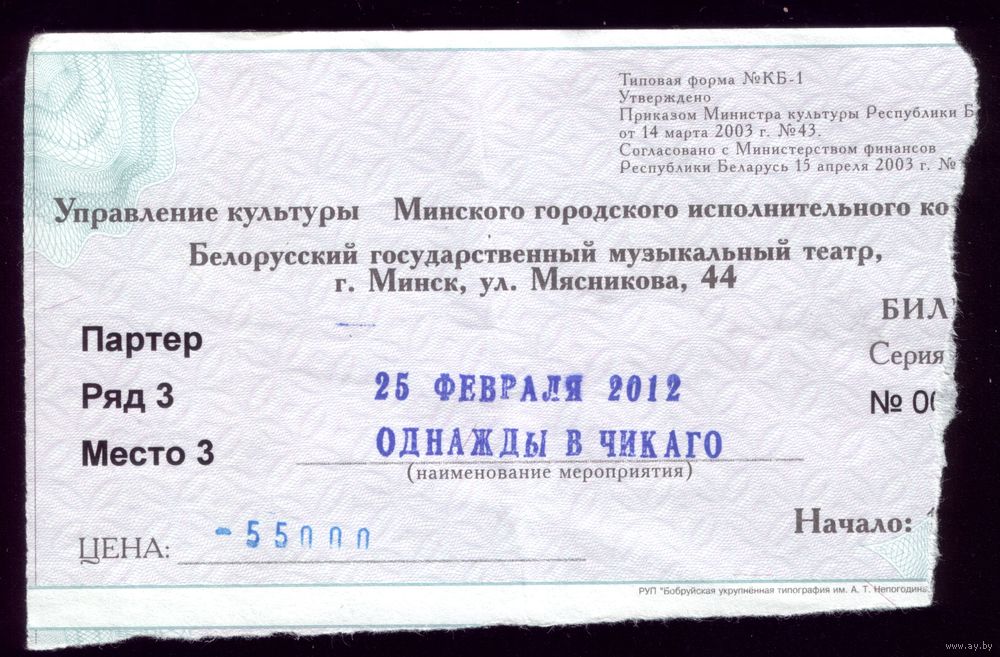 Типовая форма №КБ-1
Утверждено
Приказом Министра культуры Республики Б
от 14 марта 2003 г. №43.
Согласовано с Министерством финансов
Республики Беларусь 15 апреля 2003 г. №
Управление культуры Минского городского исполнительного ко
Белорусский государственный музыкальный театр,
г. Минск, ул. Мясникова, 44
БИЛ
Партер
Серия
Ряд 3
25 ФЕВРАЛЯ 2012
№ 00
Место 3
ОДНАЖДЫ В ЧИКАГО
(наименование мероприятия)
Начало:
ЦЕНА: -55000
РУП "Бобруйская укрупнённая типография им. А. Т. Непогодина
www.ay.by